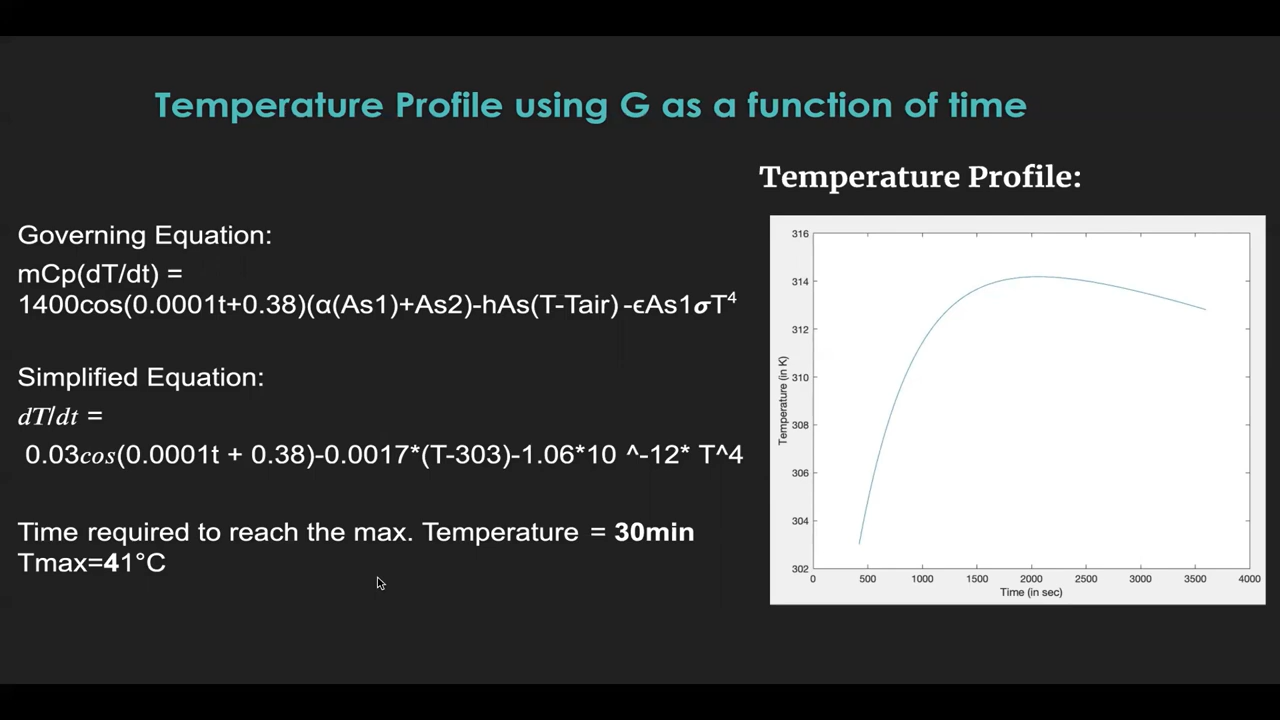 Temperature Profile using G as a function of time
Governing Equation:
mCp(dT/dt) =
1400cos(0.0001t+0.38)(α(As1)+As2)-hAs(T-Tair) -ϵAs1σT⁴
Simplified Equation:
dT/dt =
0.03cos(0.0001t + 0.38)-0.0017*(T-303)-1.06*10 ^-12* T^4
Time required to reach the max. Temperature = 30min
Tmax=41°C
Temperature Profile:
316
314
312
310
308
306
304
302
Temperature (in K)
0 500 1000 1500 2000 2500 3000 3500 4000
Time (in sec)